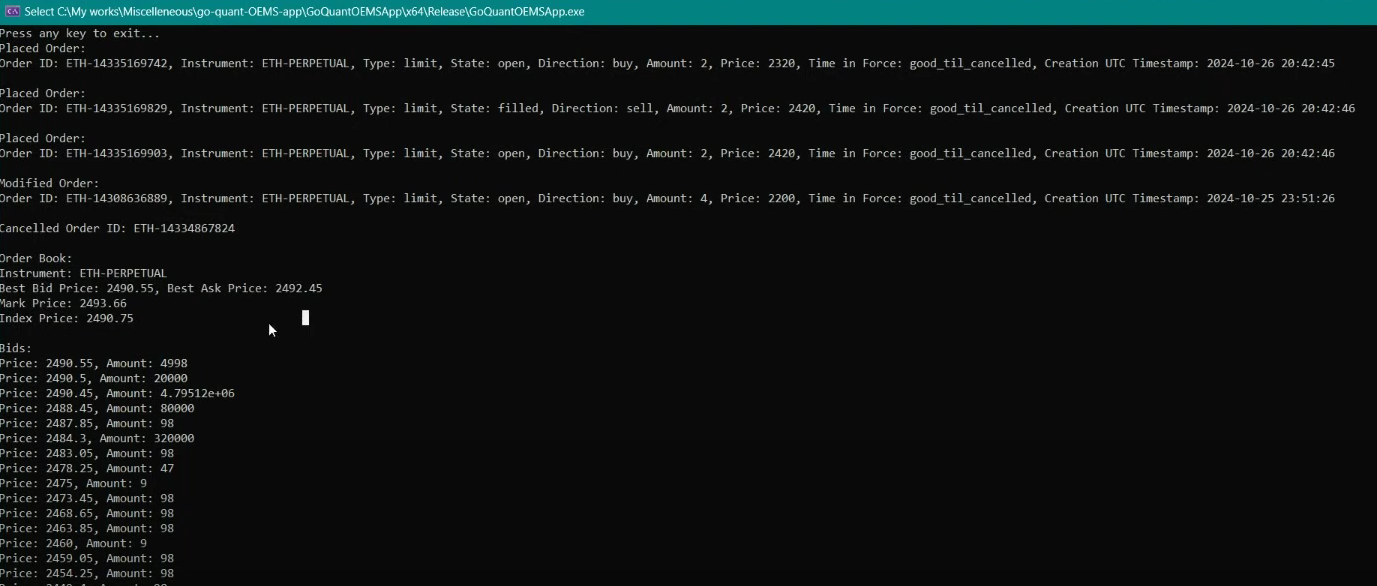 Select C:\My works\Miscelleneous\go-quant-OEMS-app\GoQuantOEMSApp\x64\Release\GoQuantOEMSApp.exe
Press any key to exit...
Placed Order:
Order ID: ETH-14335169742, Instrument: ETH-PERPETUAL, Type: limit, State: open, Direction: buy, Amount: 2, Price: 2320, Time in Force: good_til_cancelled, Creation UTC Timestamp: 2024-10-26 20:42:45
Placed Order:
Order ID: ETH-14335169829, Instrument: ETH-PERPETUAL, Type: limit, State: filled, Direction: sell, Amount: 2, Price: 2420, Time in Force: good_til_cancelled, Creation UTC Timestamp: 2024-10-26 20:42:46
Placed Order:
Order ID: ETH-14335169903, Instrument: ETH-PERPETUAL, Type: limit, State: open, Direction: buy, Amount: 2, Price: 2420, Time in Force: good_til_cancelled, Creation UTC Timestamp: 2024-10-26 20:42:46
Modified Order:
Order ID: ETH-14308636889, Instrument: ETH-PERPETUAL, Type: limit, State: open, Direction: buy, Amount: 4, Price: 2200, Time in Force: good_til_cancelled, Creation UTC Timestamp: 2024-10-25 23:51:26
Cancelled Order ID: ETH-14334867824
Order Book:
Instrument: ETH-PERPETUAL
Best Bid Price: 2490.55, Best Ask Price: 2492.45
Mark Price: 2493.66
Index Price: 2490.75
Bids:
Price: 2490.55, Amount: 4998
Price: 2490.5, Amount: 20000
Price: 2490.45, Amount: 4.79512e+06
Price: 2488.45, Amount: 80000
Price: 2487.85, Amount: 98
Price: 2484.3, Amount: 320000
Price: 2483.05, Amount: 98
Price: 2478.25, Amount: 47
Price: 2475, Amount: 9
Price: 2473.45, Amount: 98
Price: 2468.65, Amount: 98
Price: 2463.85, Amount: 98
Price: 2460, Amount: 9
Price: 2459.05, Amount: 98
Price: 2454.25, Amount: 98